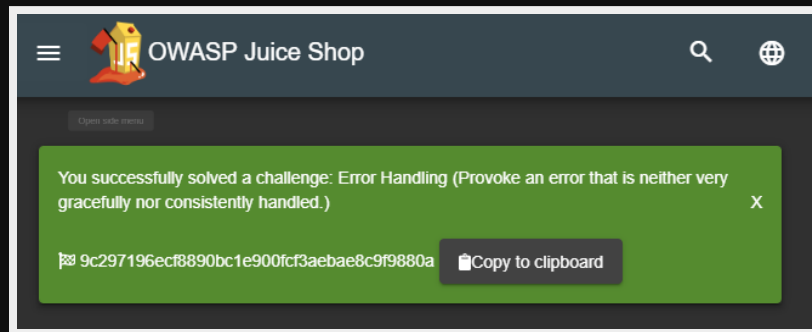 OWASP Juice Shop
Open side menu
You successfully solved a challenge: Error Handling (Provoke an error that is neither very
gracefully nor consistently handled.)
X
9c297196ecf8890bc1e900fcf3aebae8c9f9880a
Copy to clipboard